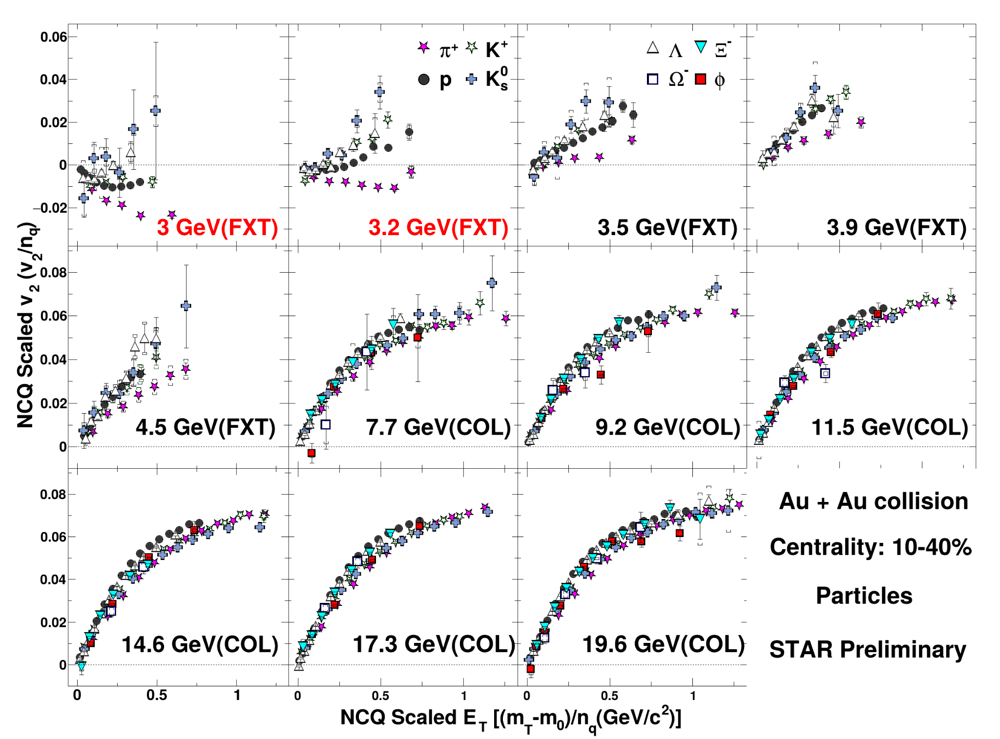 NCQ Scaled v₂ (v₂/n_q)
0.06
0.04
0.02
0
−0.02
π⁺ K⁺
p K⁰ₛ
Λ Ξ⁻
Ω⁻ ϕ
3 GeV(FXT)
3.2 GeV(FXT)
3.5 GeV(FXT)
3.9 GeV(FXT)
0.08
0.06
0.04
0.02
0
4.5 GeV(FXT)
7.7 GeV(COL)
9.2 GeV(COL)
11.5 GeV(COL)
0.08
0.06
0.04
0.02
0
14.6 GeV(COL)
17.3 GeV(COL)
19.6 GeV(COL)
Au + Au collision
Centrality: 10-40%
Particles
STAR Preliminary
0 0.5 1
0 0.5 1
0 0.5 1
NCQ Scaled E_T [(m_T-m₀)/n_q(GeV/c²)]